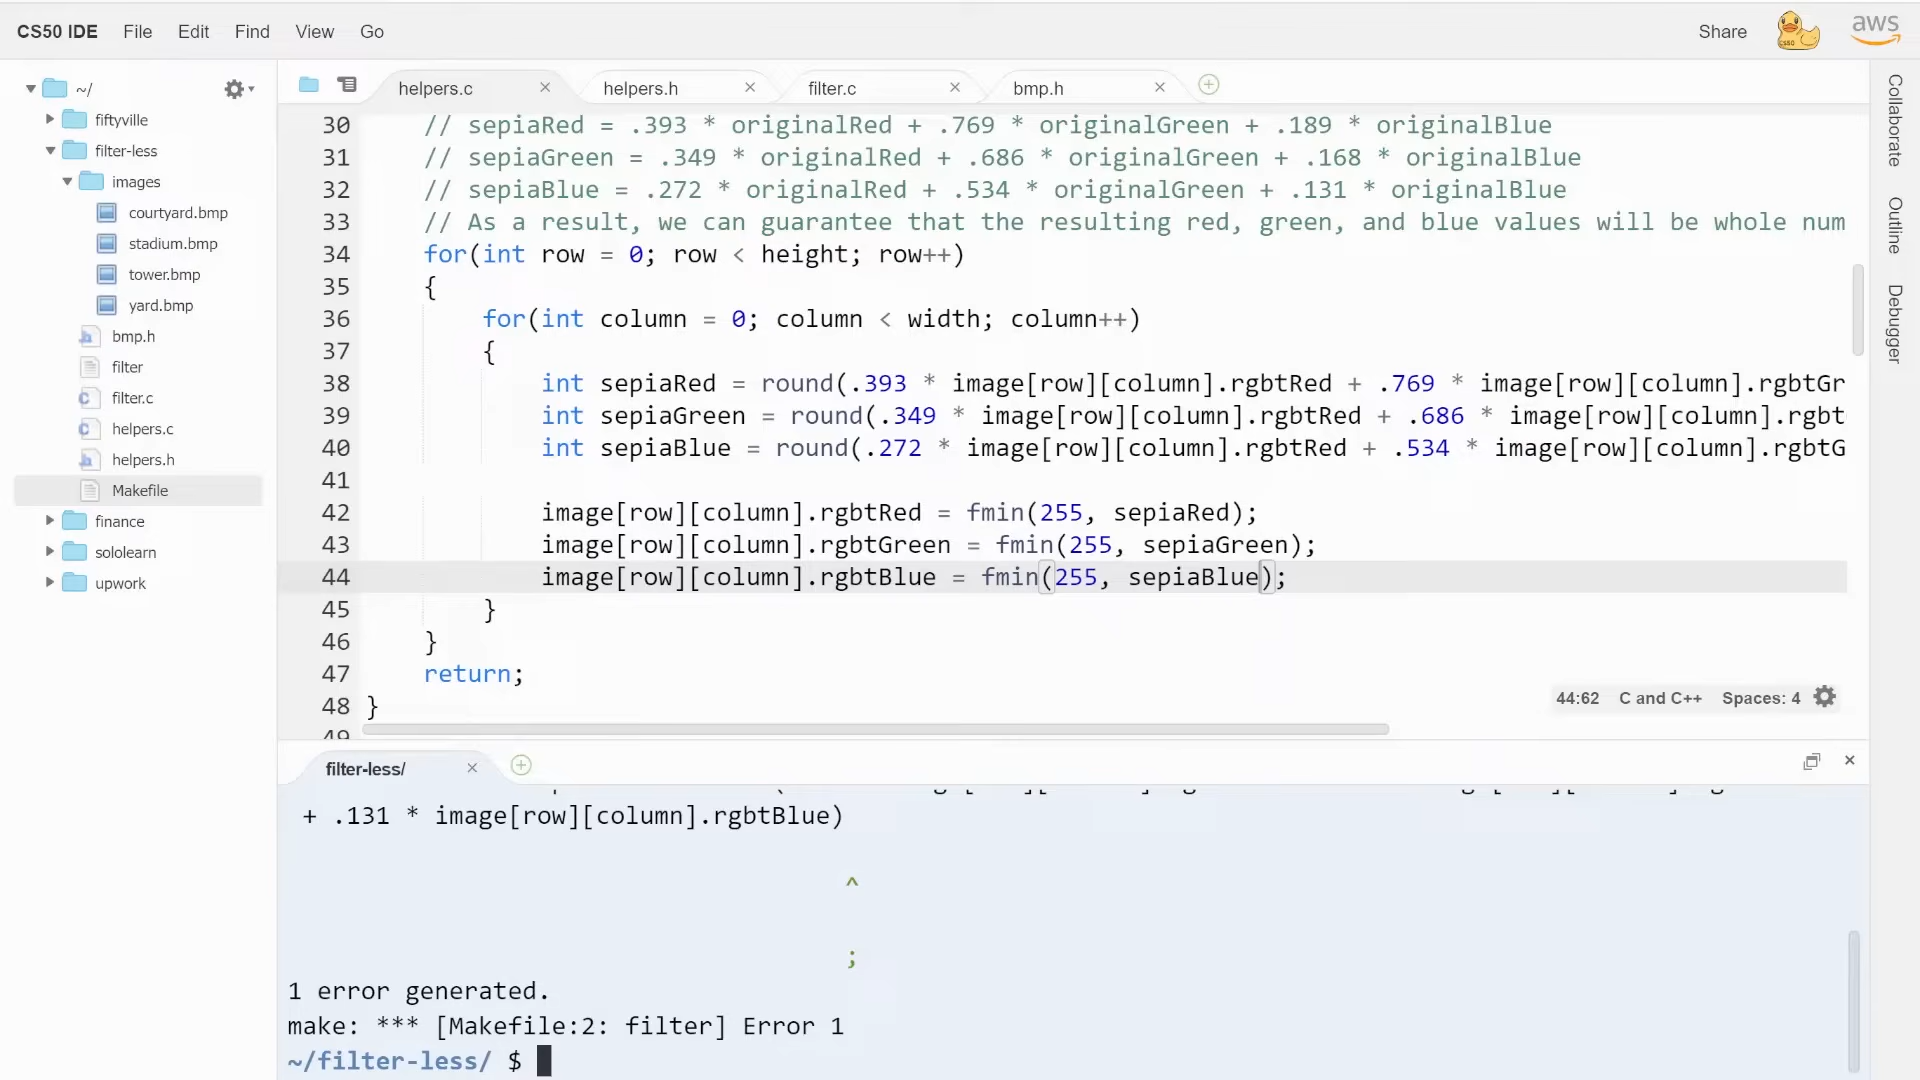 CS50 IDE File Edit Find View Go Share aws
~/
fiftyville
filter-less
images
courtyard.bmp
stadium.bmp
tower.bmp
yard.bmp
bmp.h
filter
filter.c
helpers.c
helpers.h
Makefile
finance
sololearn
upwork
helpers.c helpers.h filter.c bmp.h
30 // sepiaRed = .393 * originalRed + .769 * originalGreen + .189 * originalBlue
31 // sepiaGreen = .349 * originalRed + .686 * originalGreen + .168 * originalBlue
32 // sepiaBlue = .272 * originalRed + .534 * originalGreen + .131 * originalBlue
33 // As a result, we can guarantee that the resulting red, green, and blue values will be whole num
34 for(int row = 0; row < height; row++)
35 {
36 for(int column = 0; column < width; column++)
37 {
38 int sepiaRed = round(.393 * image[row][column].rgbtRed + .769 * image[row][column].rgbtGr
39 int sepiaGreen = round(.349 * image[row][column].rgbtRed + .686 * image[row][column].rgbt
40 int sepiaBlue = round(.272 * image[row][column].rgbtRed + .534 * image[row][column].rgbtG
41
42 image[row][column].rgbtRed = fmin(255, sepiaRed);
43 image[row][column].rgbtGreen = fmin(255, sepiaGreen);
44 image[row][column].rgbtBlue = fmin(255, sepiaBlue);
45 }
46 }
47 return;
48 }
44:62 C and C++ Spaces: 4
filter-less/
+ .131 * image[row][column].rgbtBlue)
^
;
1 error generated.
make: *** [Makefile:2: filter] Error 1
~/filter-less/ $
Collaborate
Outline
Debugger